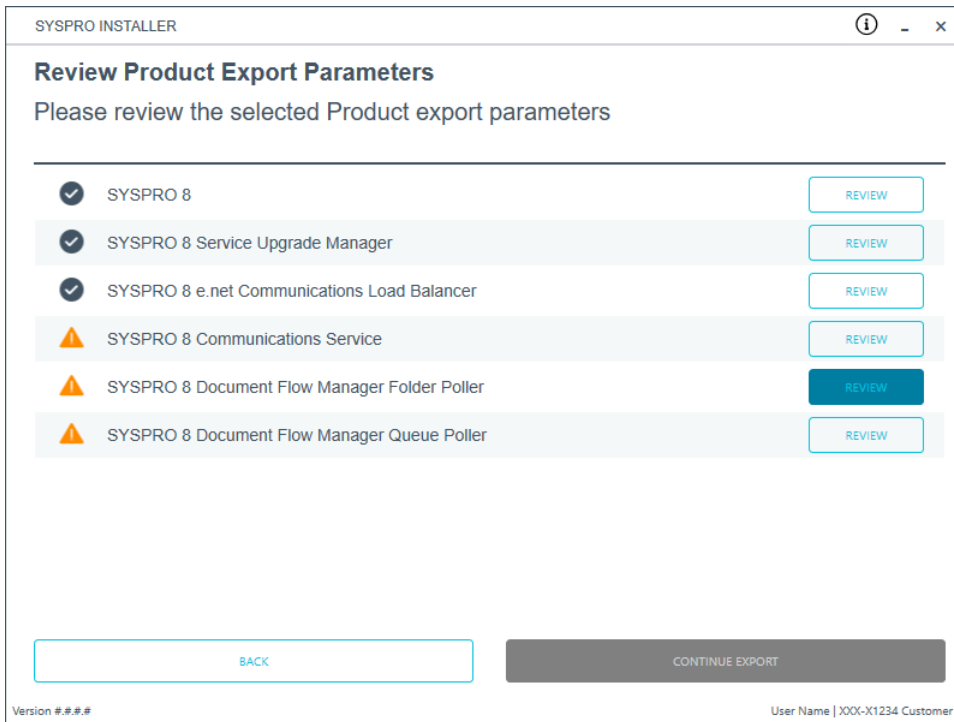 SYSPRO INSTALLER
Review Product Export Parameters
Please review the selected Product export parameters
SYSPRO 8 REVIEW
SYSPRO 8 Service Upgrade Manager REVIEW
SYSPRO 8 e.net Communications Load Balancer REVIEW
SYSPRO 8 Communications Service REVIEW
SYSPRO 8 Document Flow Manager Folder Poller REVIEW
SYSPRO 8 Document Flow Manager Queue Poller REVIEW
BACK CONTINUE EXPORT
Version #.#.#.# User Name | XXX-X1234 Customer